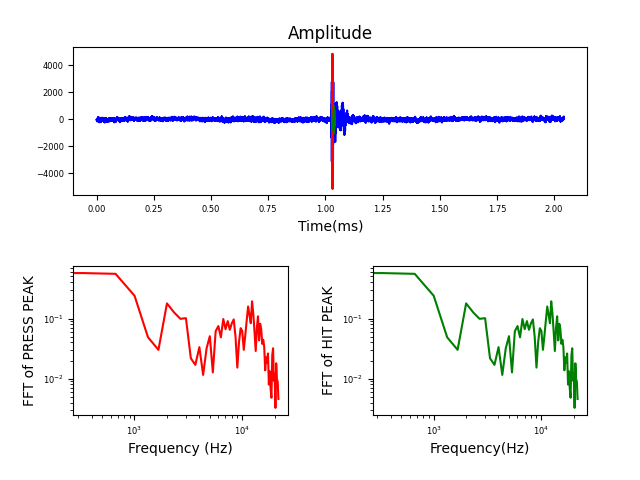 Amplitude
4000
2000
0
−2000
−4000
0.00 0.25 0.50 0.75 1.00 1.25 1.50 1.75 2.00
Time(ms)
FFT of PRESS PEAK
10⁻¹
10⁻²
10³ 10⁴
Frequency (Hz)
FFT of HIT PEAK
10⁻¹
10⁻²
10³ 10⁴
Frequency(Hz)